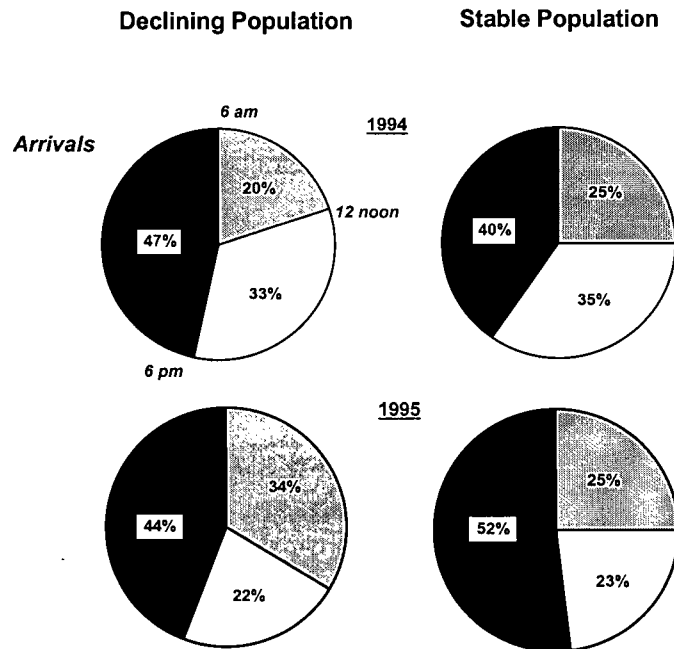 Declining Population
Stable Population
Arrivals
1994
6 am
12 noon
6 pm
20%
47%
33%
25%
40%
35%
1995
34%
44%
22%
25%
52%
23%